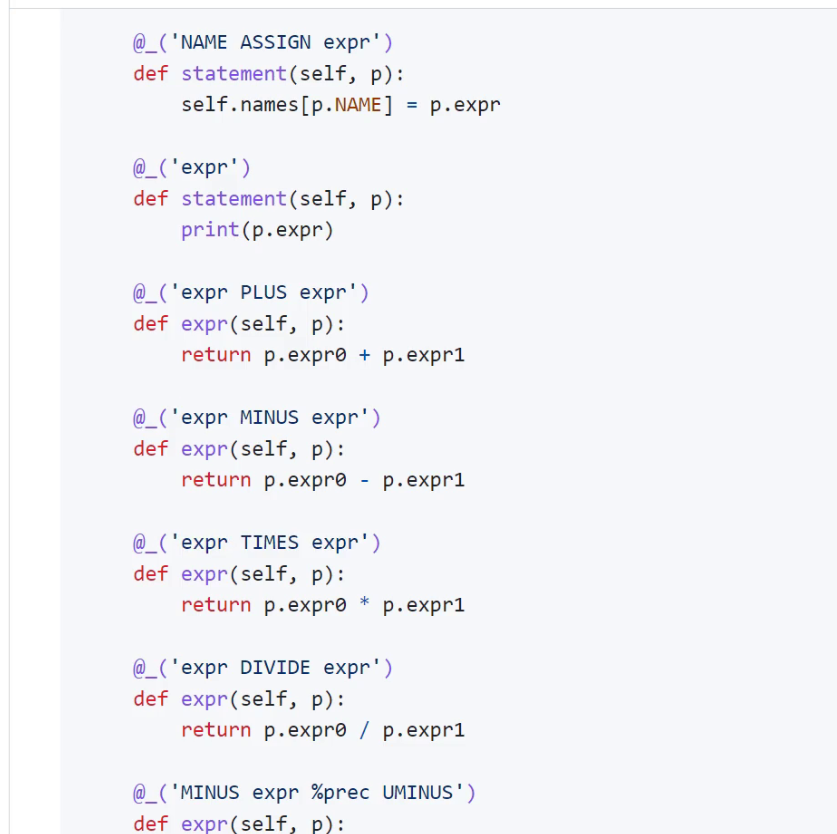 @_('NAME ASSIGN expr')
def statement(self, p):
    self.names[p.NAME] = p.expr

@_('expr')
def statement(self, p):
    print(p.expr)

@_('expr PLUS expr')
def expr(self, p):
    return p.expr0 + p.expr1

@_('expr MINUS expr')
def expr(self, p):
    return p.expr0 - p.expr1

@_('expr TIMES expr')
def expr(self, p):
    return p.expr0 * p.expr1

@_('expr DIVIDE expr')
def expr(self, p):
    return p.expr0 / p.expr1

@_('MINUS expr %prec UMINUS')
def expr(self, p):